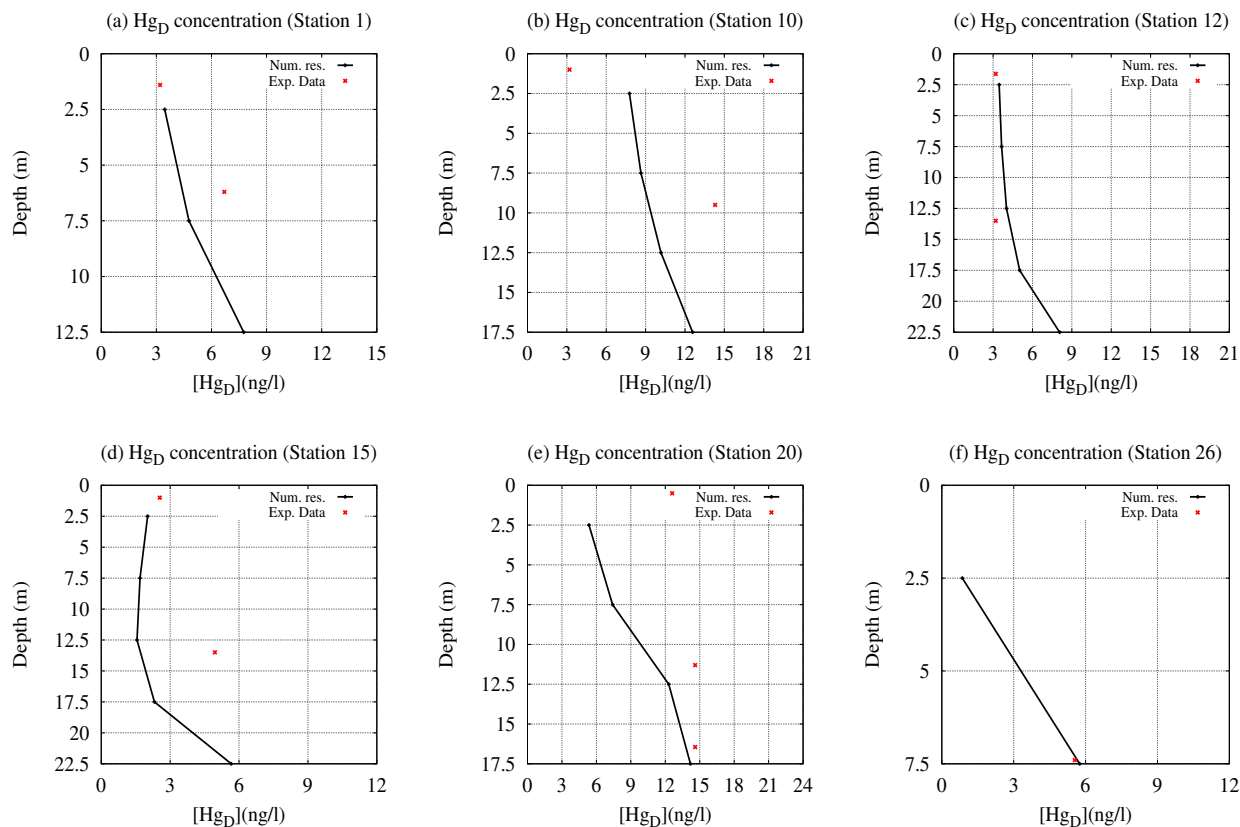 (a) Hg_D concentration (Station 1)
Num. res.
Exp. Data
0
2.5
5
7.5
10
12.5
Depth (m)
0 3 6 9 12 15
[Hg_D](ng/l)
(b) Hg_D concentration (Station 10)
Num. res.
Exp. Data
0
2.5
5
7.5
10
12.5
15
17.5
Depth (m)
0 3 6 9 12 15 18 21
[Hg_D](ng/l)
(c) Hg_D concentration (Station 12)
Num. res.
Exp. Data
0
2.5
5
7.5
10
12.5
15
17.5
20
22.5
Depth (m)
0 3 6 9 12 15 18 21
[Hg_D](ng/l)
(d) Hg_D concentration (Station 15)
Num. res.
Exp. Data
0
2.5
5
7.5
10
12.5
15
17.5
20
22.5
Depth (m)
0 3 6 9 12
[Hg_D](ng/l)
(e) Hg_D concentration (Station 20)
Num. res.
Exp. Data
0
2.5
5
7.5
10
12.5
15
17.5
Depth (m)
0 3 6 9 12 15 18 21 24
[Hg_D](ng/l)
(f) Hg_D concentration (Station 26)
Num. res.
Exp. Data
0
2.5
5
7.5
Depth (m)
0 3 6 9 12
[Hg_D](ng/l)